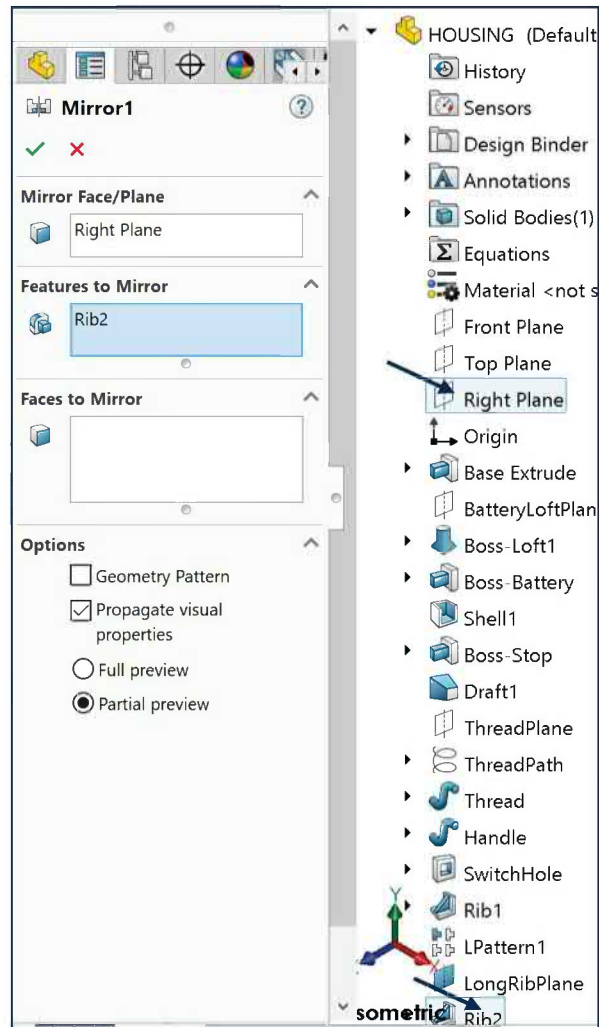 Mirror1
Mirror Face/Plane
Right Plane
Features to Mirror
Rib2
Faces to Mirror
Options
Geometry Pattern
Propagate visual
properties
Full preview
Partial preview
HOUSING (Default
History
Sensors
Design Binder
Annotations
Solid Bodies(1)
Equations
Material <not s
Front Plane
Top Plane
Right Plane
Origin
Base Extrude
BatteryLoftPlan
Boss-Loft1
Boss-Battery
Shell1
Boss-Stop
Draft1
ThreadPlane
ThreadPath
Thread
Handle
SwitchHole
Y
Rib1
LPattern1
X
LongRibPlane
sometric
Rib2